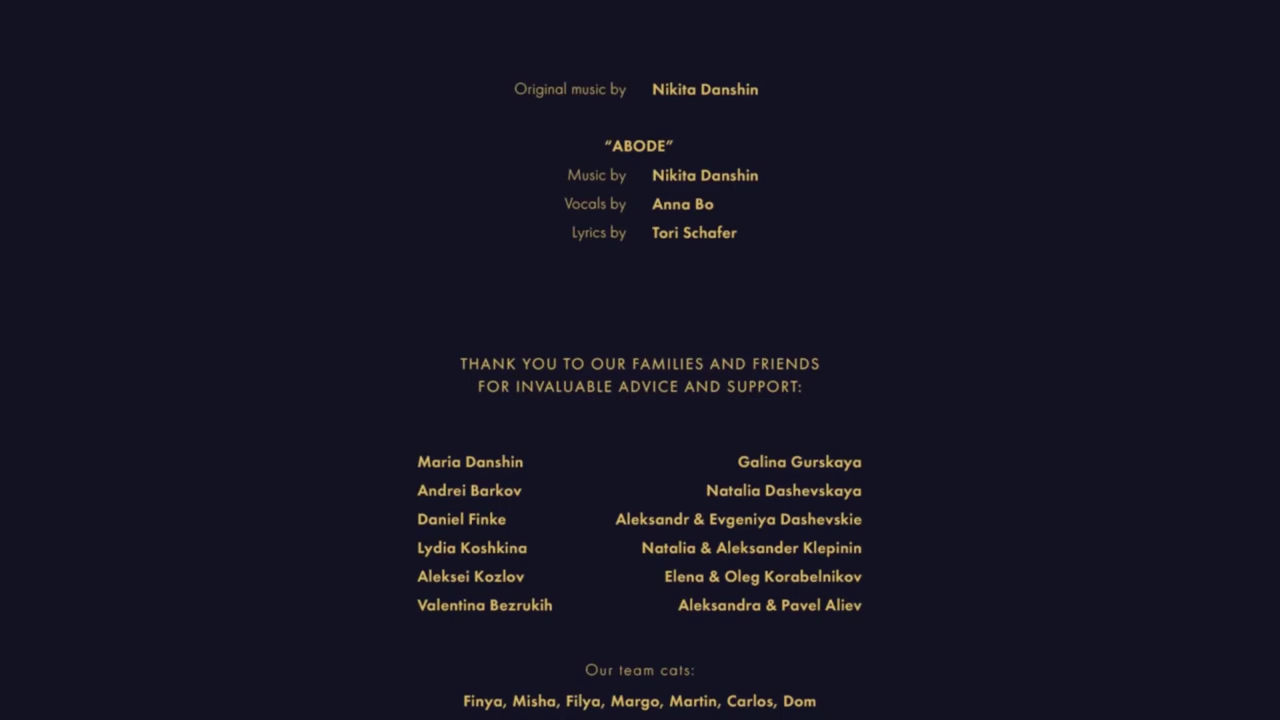 Original music by Nikita Danshin
“ABODE”
Music by Nikita Danshin
Vocals by Anna Bo
Lyrics by Tori Schafer
THANK YOU TO OUR FAMILIES AND FRIENDS
FOR INVALUABLE ADVICE AND SUPPORT:
Maria Danshin Galina Gurskaya
Andrei Barkov Natalia Dashevskaya
Daniel Finke Aleksandr & Evgeniya Dashevskie
Lydia Koshkina Natalia & Aleksander Klepinin
Aleksei Kozlov Elena & Oleg Korabelnikov
Valentina Bezrukih Aleksandra & Pavel Aliev
Our team cats:
Finya, Misha, Filya, Margo, Martin, Carlos, Dom